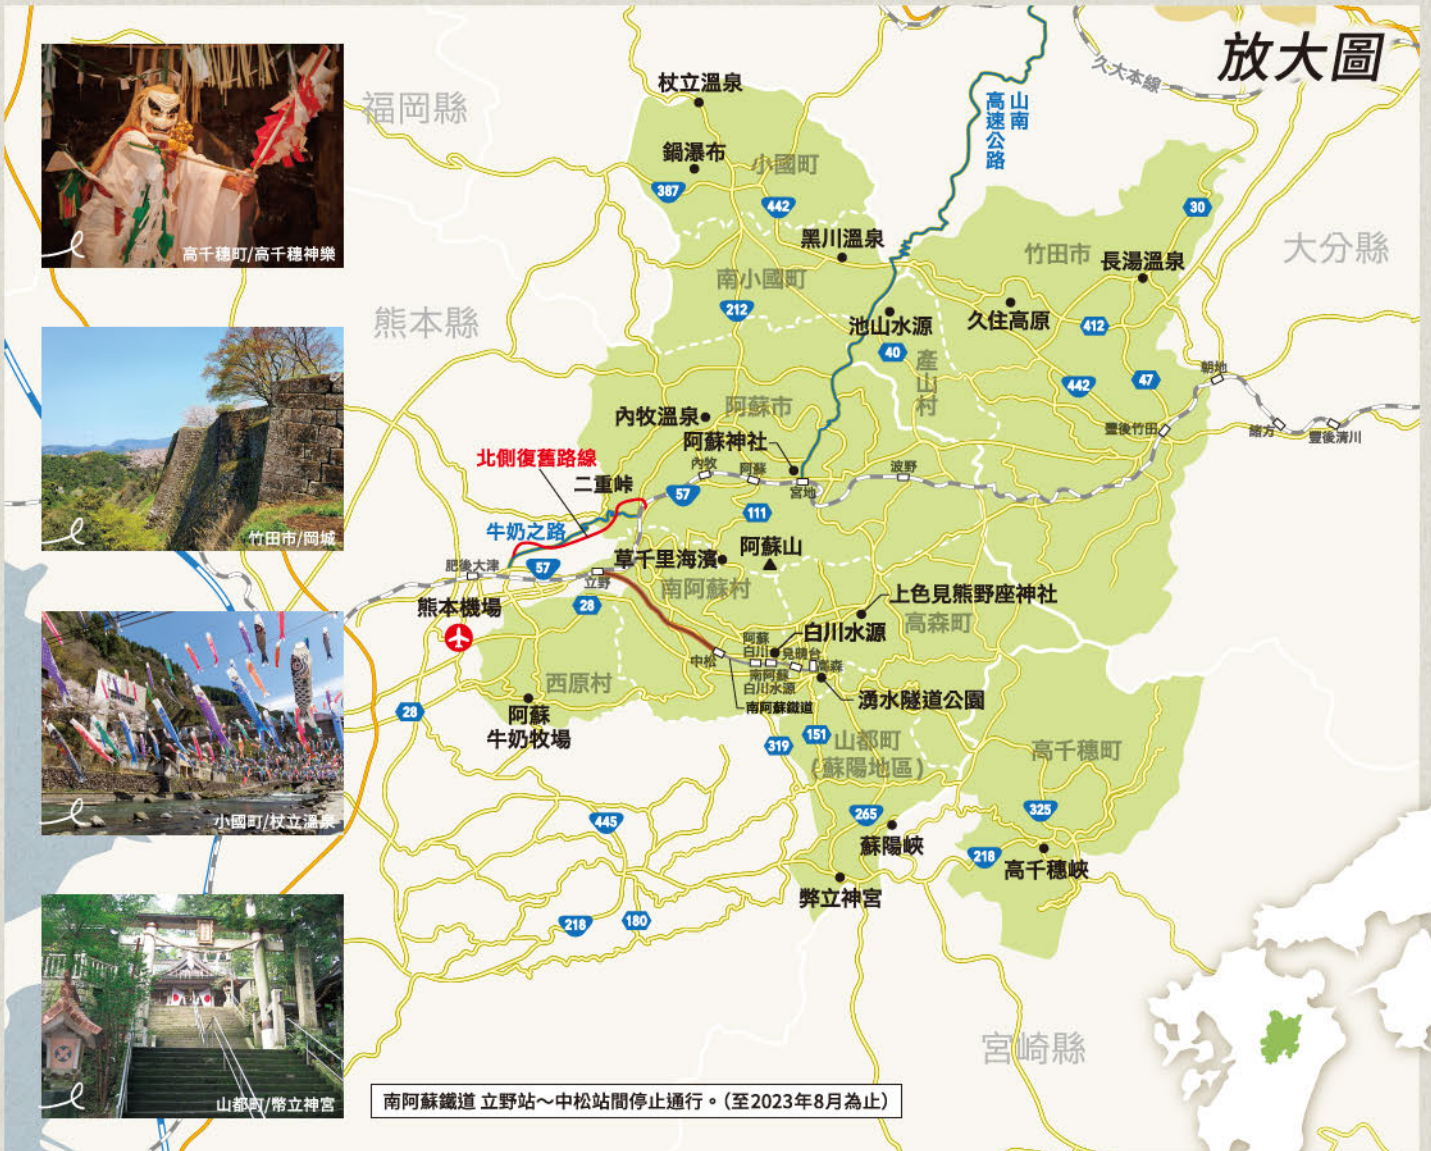 放大圖
久大本線
山南
高速公路
福岡縣
杖立溫泉
鍋瀑布
小國町
387
442
30
高千穗町/高千穗神樂
黑川溫泉
竹田市
長湯溫泉
大分縣
南小國町
212
熊本縣
池山水源
久住高原
412
40
產山村
442
47
朝地
內牧溫泉
阿蘇市
阿蘇神社
豐後竹田
緒方
豐後清川
北側復舊路線
二重峠
內牧
阿蘇
宮地
波野
57
111
牛奶之路
竹田市/岡城
草千里海濱
阿蘇山
肥後大津
57
立野
南阿蘇村
28
熊本機場
上色見熊野座神社
高森町
白川水源
阿蘇
白川
見晴台
中松
高森
南阿蘇
白川水源
西原村
南阿蘇鐵道
湧水隧道公園
28
阿蘇
牛奶牧場
319
151
山都町
(蘇陽地區)
高千穗町
265
325
445
蘇陽峽
小國町/杖立溫泉
218
高千穗峽
弊立神宮
218
180
宮崎縣
山都町/幣立神宮
南阿蘇鐵道 立野站～中松站間停止通行。（至2023年8月為止）